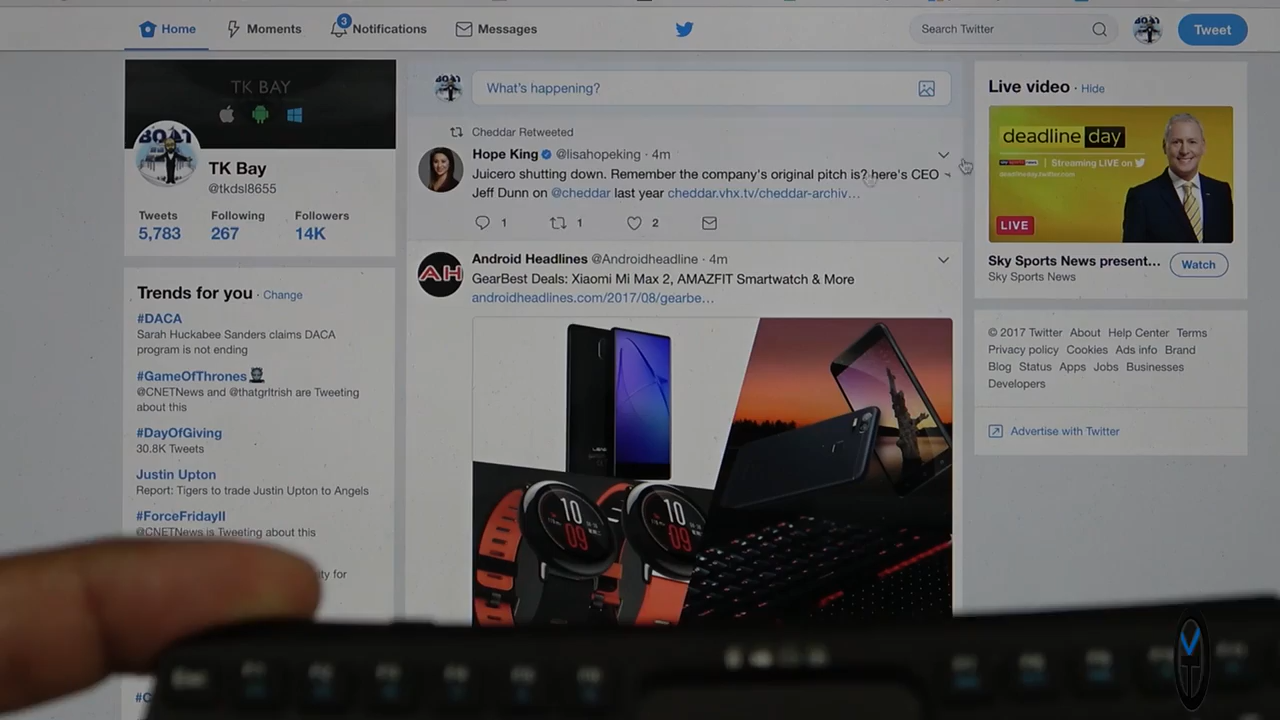 Home
Moments
3
Notifications
Messages
Search Twitter
Tweet
TK BAY
TK Bay
@tkdsl8655
Tweets
Following
Followers
5,783
267
14K
Trends for you · Change
#DACA
Sarah Huckabee Sanders claims DACA
program is not ending
#GameOfThrones
@CNETNews and @thatgrltrish are Tweeting
about this
#DayOfGiving
30.8K Tweets
Justin Upton
Report: Tigers to trade Justin Upton to Angels
#ForceFridayII
@CNETNews is Tweeting about this
ity for
#C
What's happening?
Cheddar Retweeted
Hope King @lisahopeking · 4m
Juicero shutting down. Remember the company's original pitch is? here's CEO
Jeff Dunn on @cheddar last year cheddar.vhx.tv/cheddar-archiv…
1
1
2
Android Headlines @Androidheadline · 4m
AH
GearBest Deals: Xiaomi Mi Max 2, AMAZFIT Smartwatch & More
androidheadlines.com/2017/08/gearbe…
10
09
10
09
Live video · Hide
deadline day
Streaming LIVE on
LIVE
Sky Sports News present...
Sky Sports News
Watch
© 2017 Twitter About Help Center Terms
Privacy policy Cookies Ads info Brand
Blog Status Apps Jobs Businesses
Developers
Advertise with Twitter